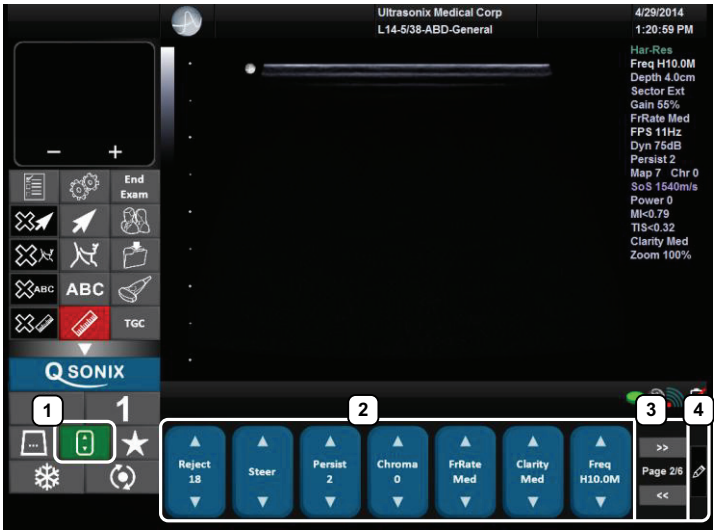 Ultrasonix Medical Corp
L14-5/38-ABD-General
4/29/2014
1:20:59 PM
Har-Res
Freq H10.0M
Depth 4.0cm
Sector Ext
Gain 55%
FrRate Med
FPS 11Hz
Dyn 75dB
Persist 2
Map 7 Chr 0
SoS 1540m/s
Power 0
MI<0.79
TIS<0.32
Clarity Med
Zoom 100%
− +
End
Exam
ABC
ABC
TGC
QSONIX
1
1
2
3
4
Reject
18
Steer
Persist
2
Chroma
0
FrRate
Med
Clarity
Med
Freq
H10.0M
>>
Page 2/6
<<